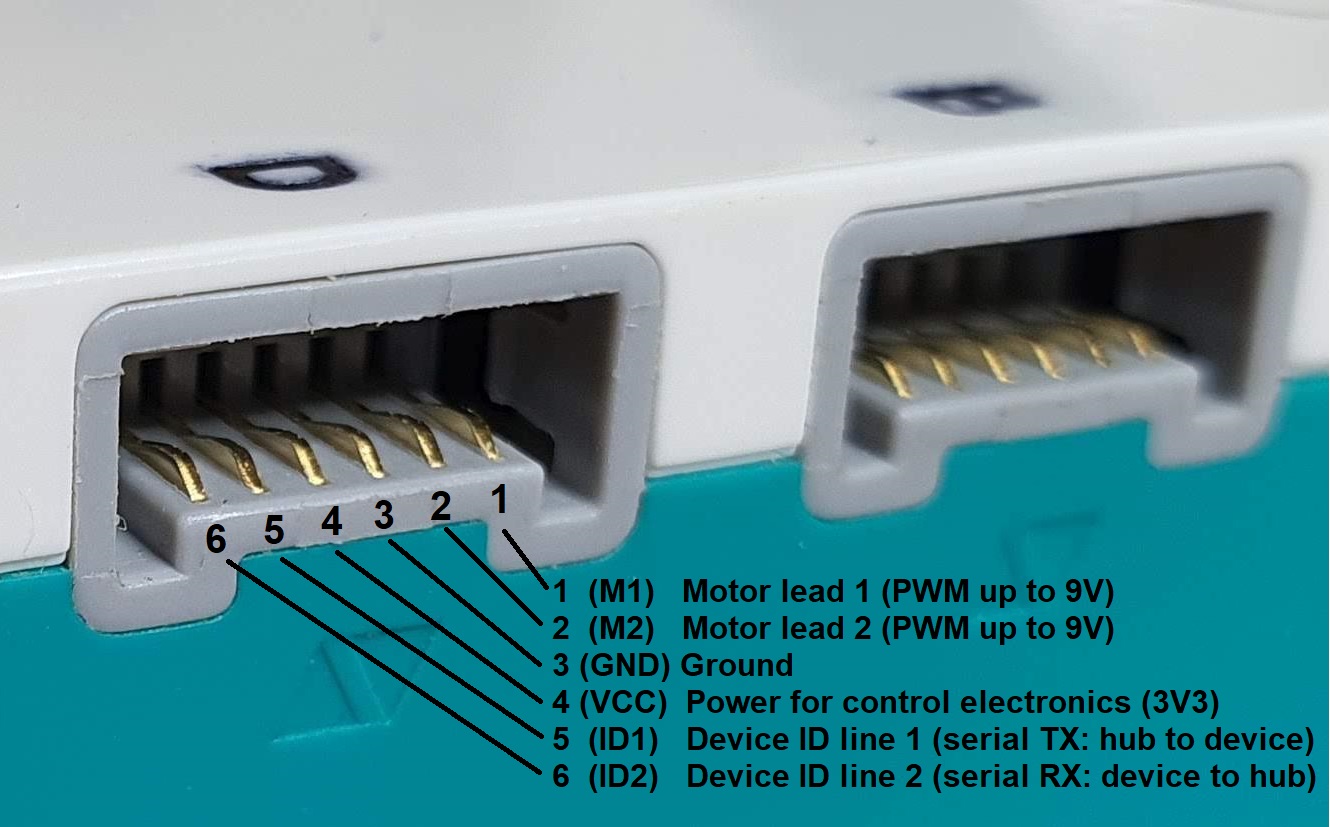 D
B
6 5 4 3 2 1
1 (M1) Motor lead 1 (PWM up to 9V)
2 (M2) Motor lead 2 (PWM up to 9V)
3 (GND) Ground
4 (VCC) Power for control electronics (3V3)
5 (ID1) Device ID line 1 (serial TX: hub to device)
6 (ID2) Device ID line 2 (serial RX: device to hub)